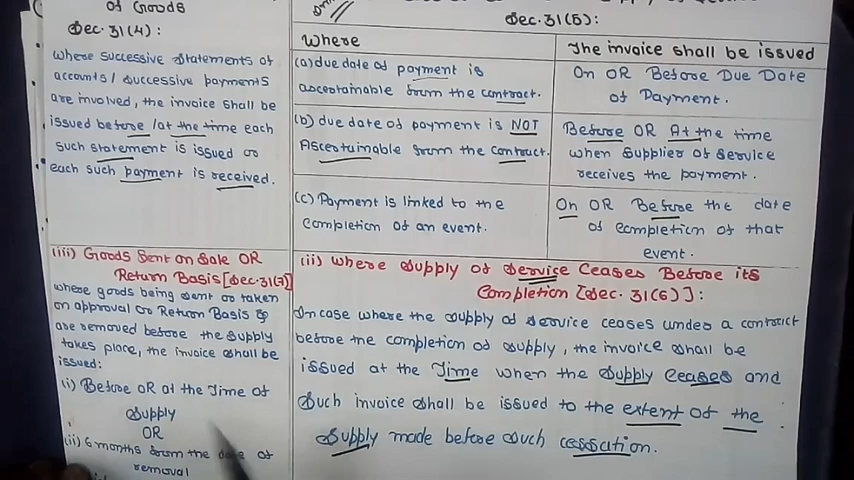 of Goods
Sec. 31(4):
where successive statements of
accounts/ successive payments
are involved, the invoice shall be
issued before /at the time each
such statement is issued or
each such payment is received.
(iii) Goods Sent on Sale OR
Return Basis [Sec.31(7)]
where goods being sent or taken
on approval or Return Basis &
are removed before the supply
takes place, the invoice shall be
issued:
(i) Before OR at the Time of
Supply
OR
(ii) 6 months from the date of
removal
Sec. 31(5):
Where
The invoice shall be issued
(a) due date of payment is
ascertainable from the contract.
On OR Before Due Date
of Payment.
(b) due date of payment is NOT
Ascertainable from the contract.
Before OR At the time
when supplier of service
receives the payment.
(c) Payment is linked to the
completion of an event.
On OR Before the date
of completion of that
event.
(ii) Where Supply of Service Ceases Before its
Completion [Sec. 31(6)]:
In case where the supply of service ceases under a contract
before the completion of supply, the invoice shall be
issued at the Time when the Supply Ceases and
Such invoice shall be issued to the extent of the
Supply made before such cessation.